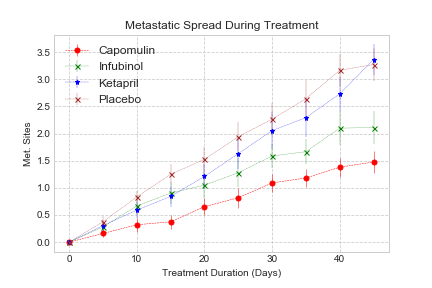 Metastatic Spread During Treatment
Capomulin
Infubinol
Ketapril
Placebo
Met. Sites
3.5
3.0
2.5
2.0
1.5
1.0
0.5
0.0
0
10
20
30
40
Treatment Duration (Days)